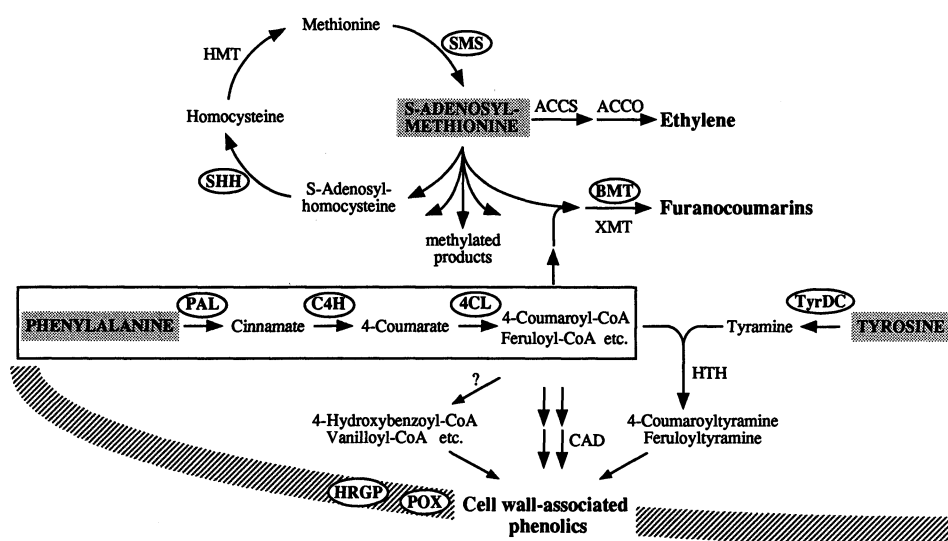 Methionine
HMT
SMS
S-ADENOSYL-
METHIONINE
ACCS
ACCO
Ethylene
Homocysteine
SHH
S-Adenosyl-
homocysteine
BMT
Furanocoumarins
XMT
methylated
products
PAL
C4H
4CL
TyrDC
PHENYLALANINE
Cinnamate
4-Coumarate
4-Coumaroyl-CoA
Feruloyl-CoA etc.
Tyramine
TYROSINE
HTH
?
4-Hydroxybenzoyl-CoA
Vanilloyl-CoA etc.
CAD
4-Coumaroyltyramine
Feruloyltyramine
HRGP
POX
Cell wall-associated
phenolics